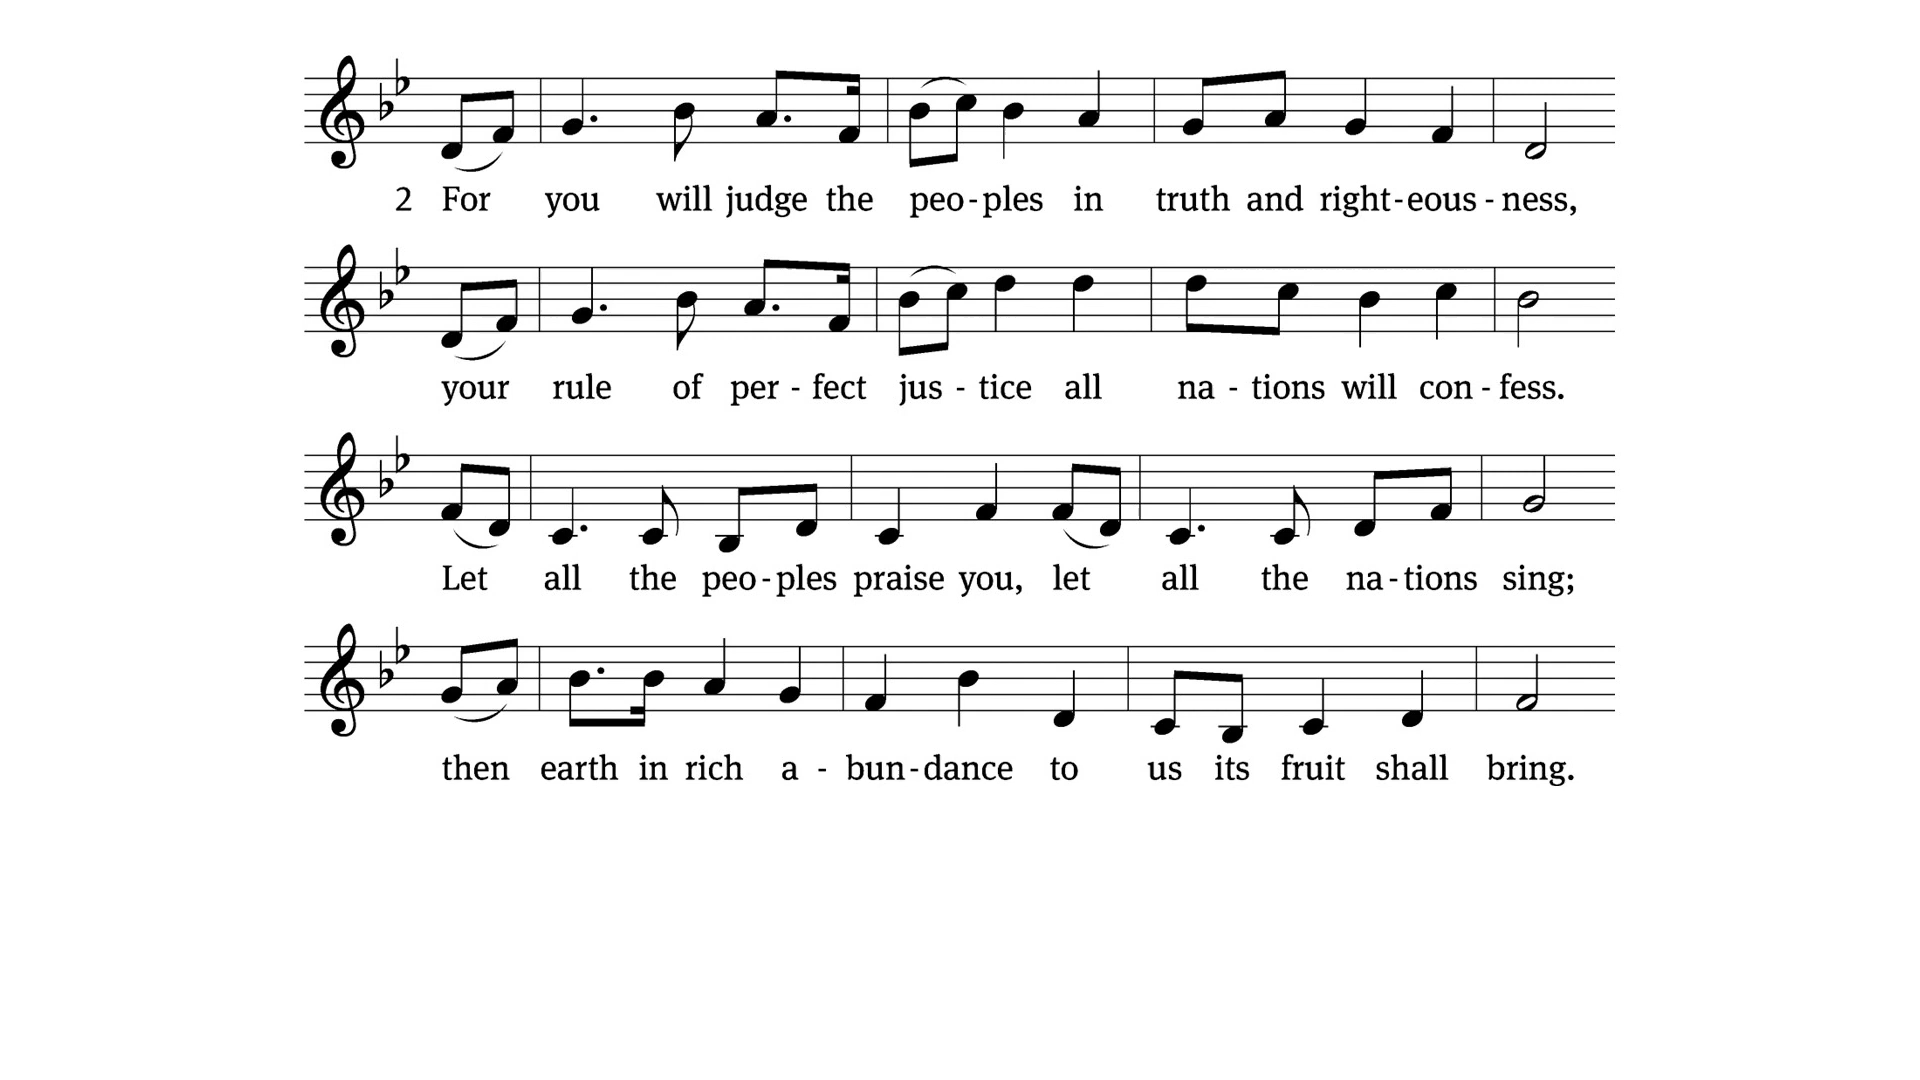 2 For you will judge the peo - ples in truth and right - eous - ness,
your rule of per - fect jus - tice all na - tions will con - fess.
Let all the peo - ples praise you, let all the na - tions sing;
then earth in rich a - bun - dance to us its fruit shall bring.